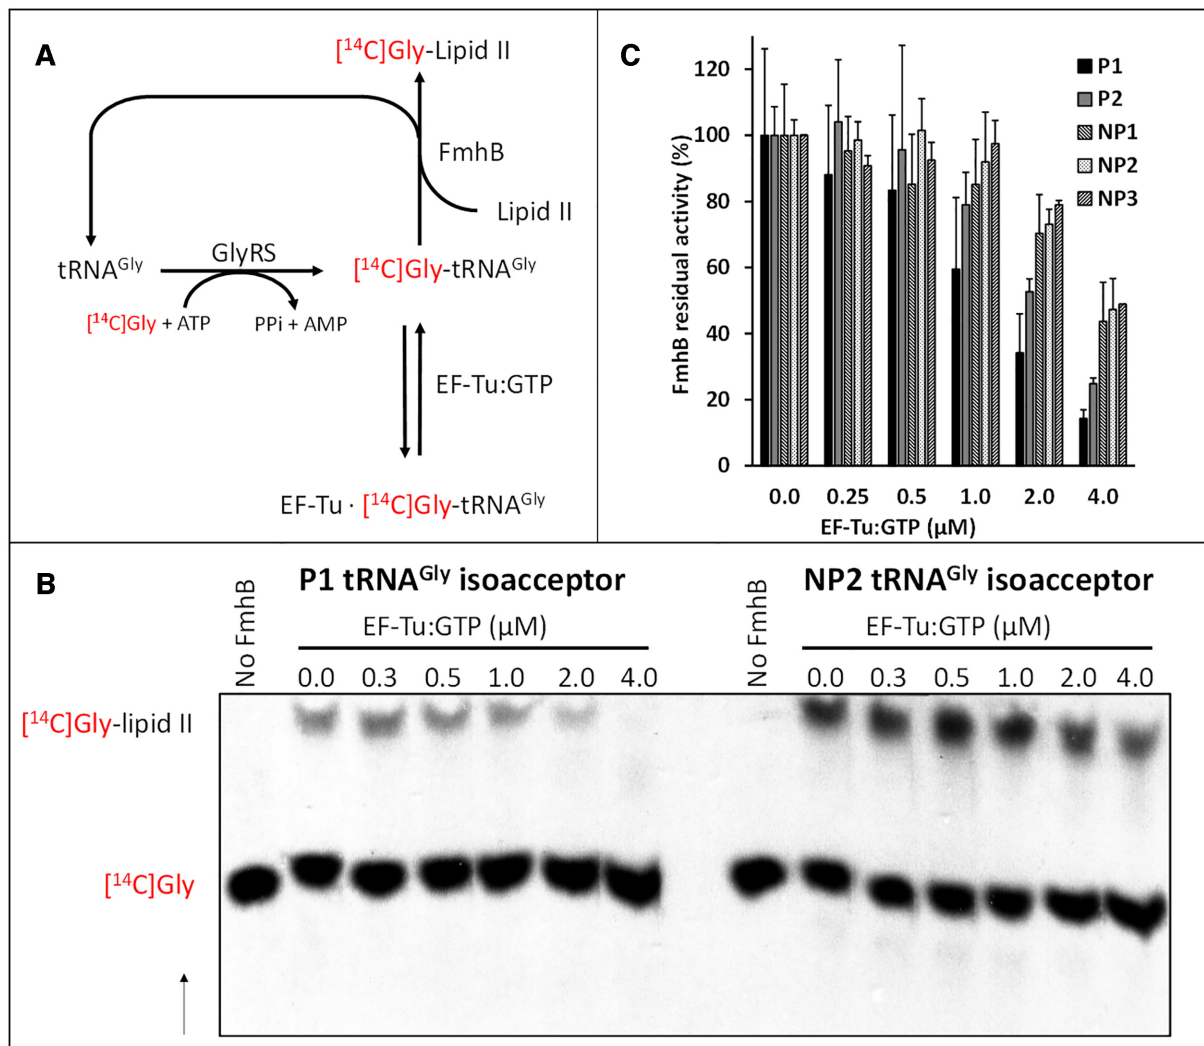 A
[¹⁴C]Gly-Lipid II
FmhB
Lipid II
tRNAᴳˡʸ
GlyRS
[¹⁴C]Gly-tRNAᴳˡʸ
[¹⁴C]Gly + ATP
PPi + AMP
EF-Tu:GTP
EF-Tu · [¹⁴C]Gly-tRNAᴳˡʸ
C
FmhB residual activity (%)
120
100
80
60
40
20
0
P1
P2
NP1
NP2
NP3
0.0 0.25 0.5 1.0 2.0 4.0
EF-Tu:GTP (µM)
B
No FmhB
P1 tRNAᴳˡʸ isoacceptor
EF-Tu:GTP (µM)
0.0 0.3 0.5 1.0 2.0 4.0
No FmhB
NP2 tRNAᴳˡʸ isoacceptor
EF-Tu:GTP (µM)
0.0 0.3 0.5 1.0 2.0 4.0
[¹⁴C]Gly-lipid II
[¹⁴C]Gly